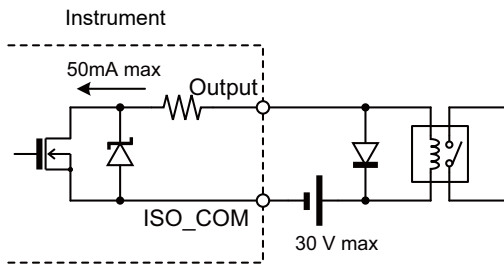 Instrument
50mA max
Output
ISO_COM
30 V max